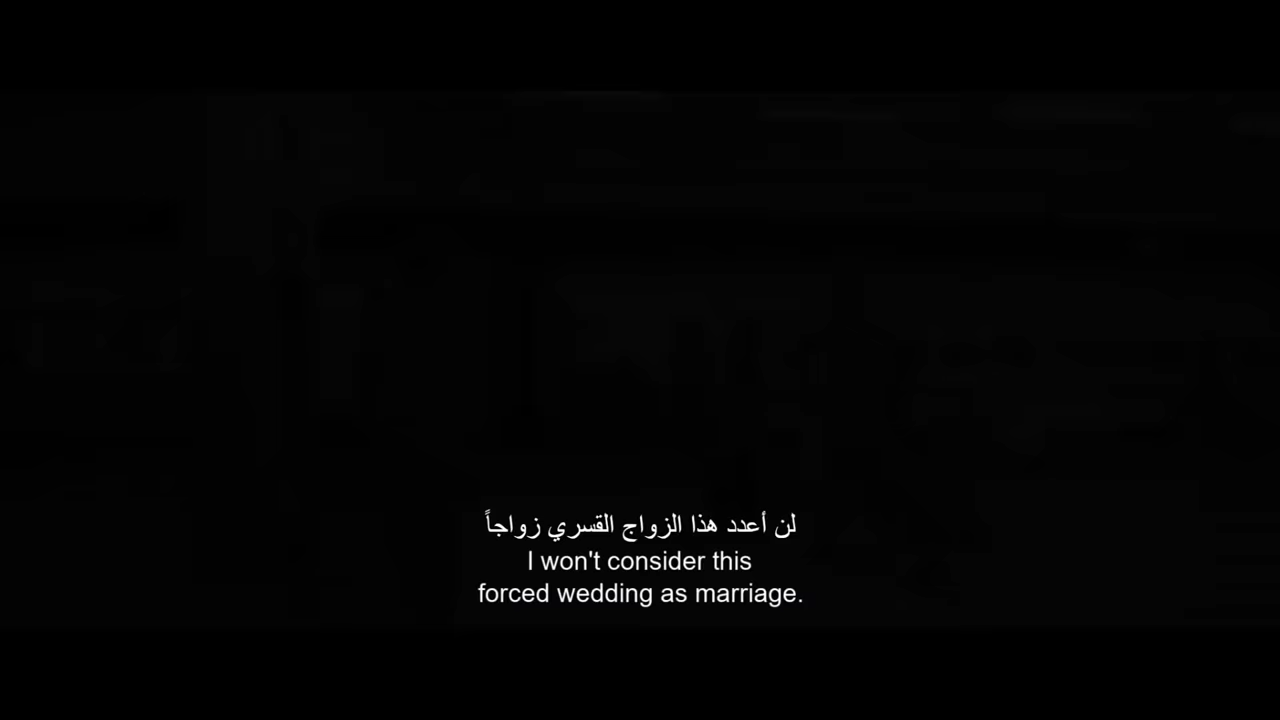 لن أعدد هذا الزواج القسري زواجاً
I won't consider this
forced wedding as marriage.